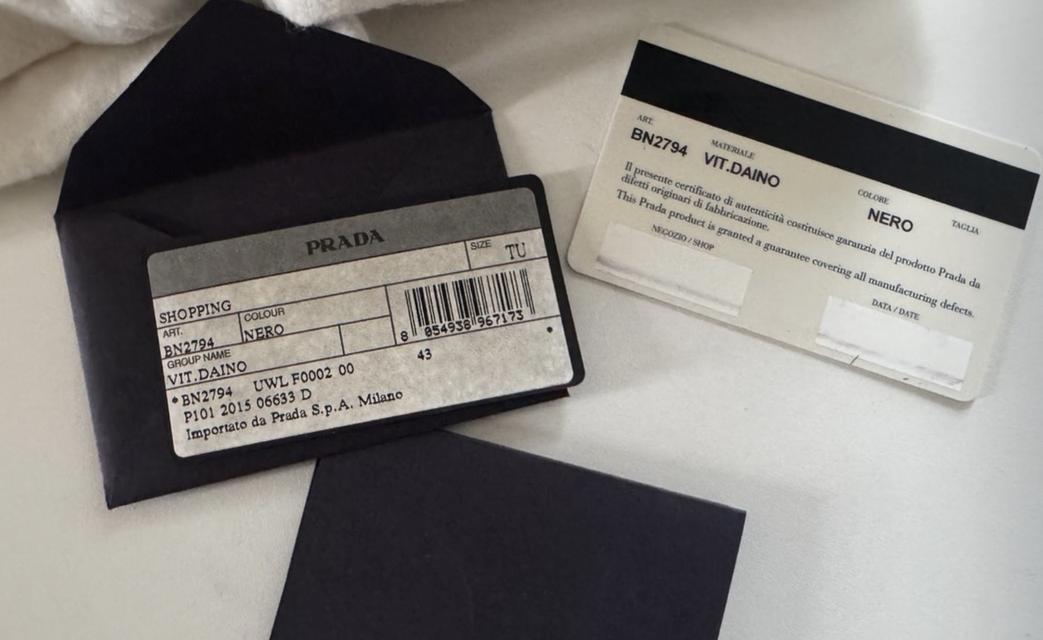 PRADA
SIZE TU
SHOPPING
ART. COLOUR
BN2794 NERO
8 054938 967173
GROUP NAME
VIT.DAINO
43
•BN2794 UWL F0002 00
P101 2015 06633 D
Importato da Prada S.p.A. Milano
ART. MATERIALE COLORE TAGLIA
BN2794 VIT.DAINO NERO
Il presente certificato di autenticità costituisce garanzia del prodotto Prada da
difetti originari di fabbricazione.
This Prada product is granted a guarantee covering all manufacturing defects.
NEGOZIO / SHOP DATA / DATE